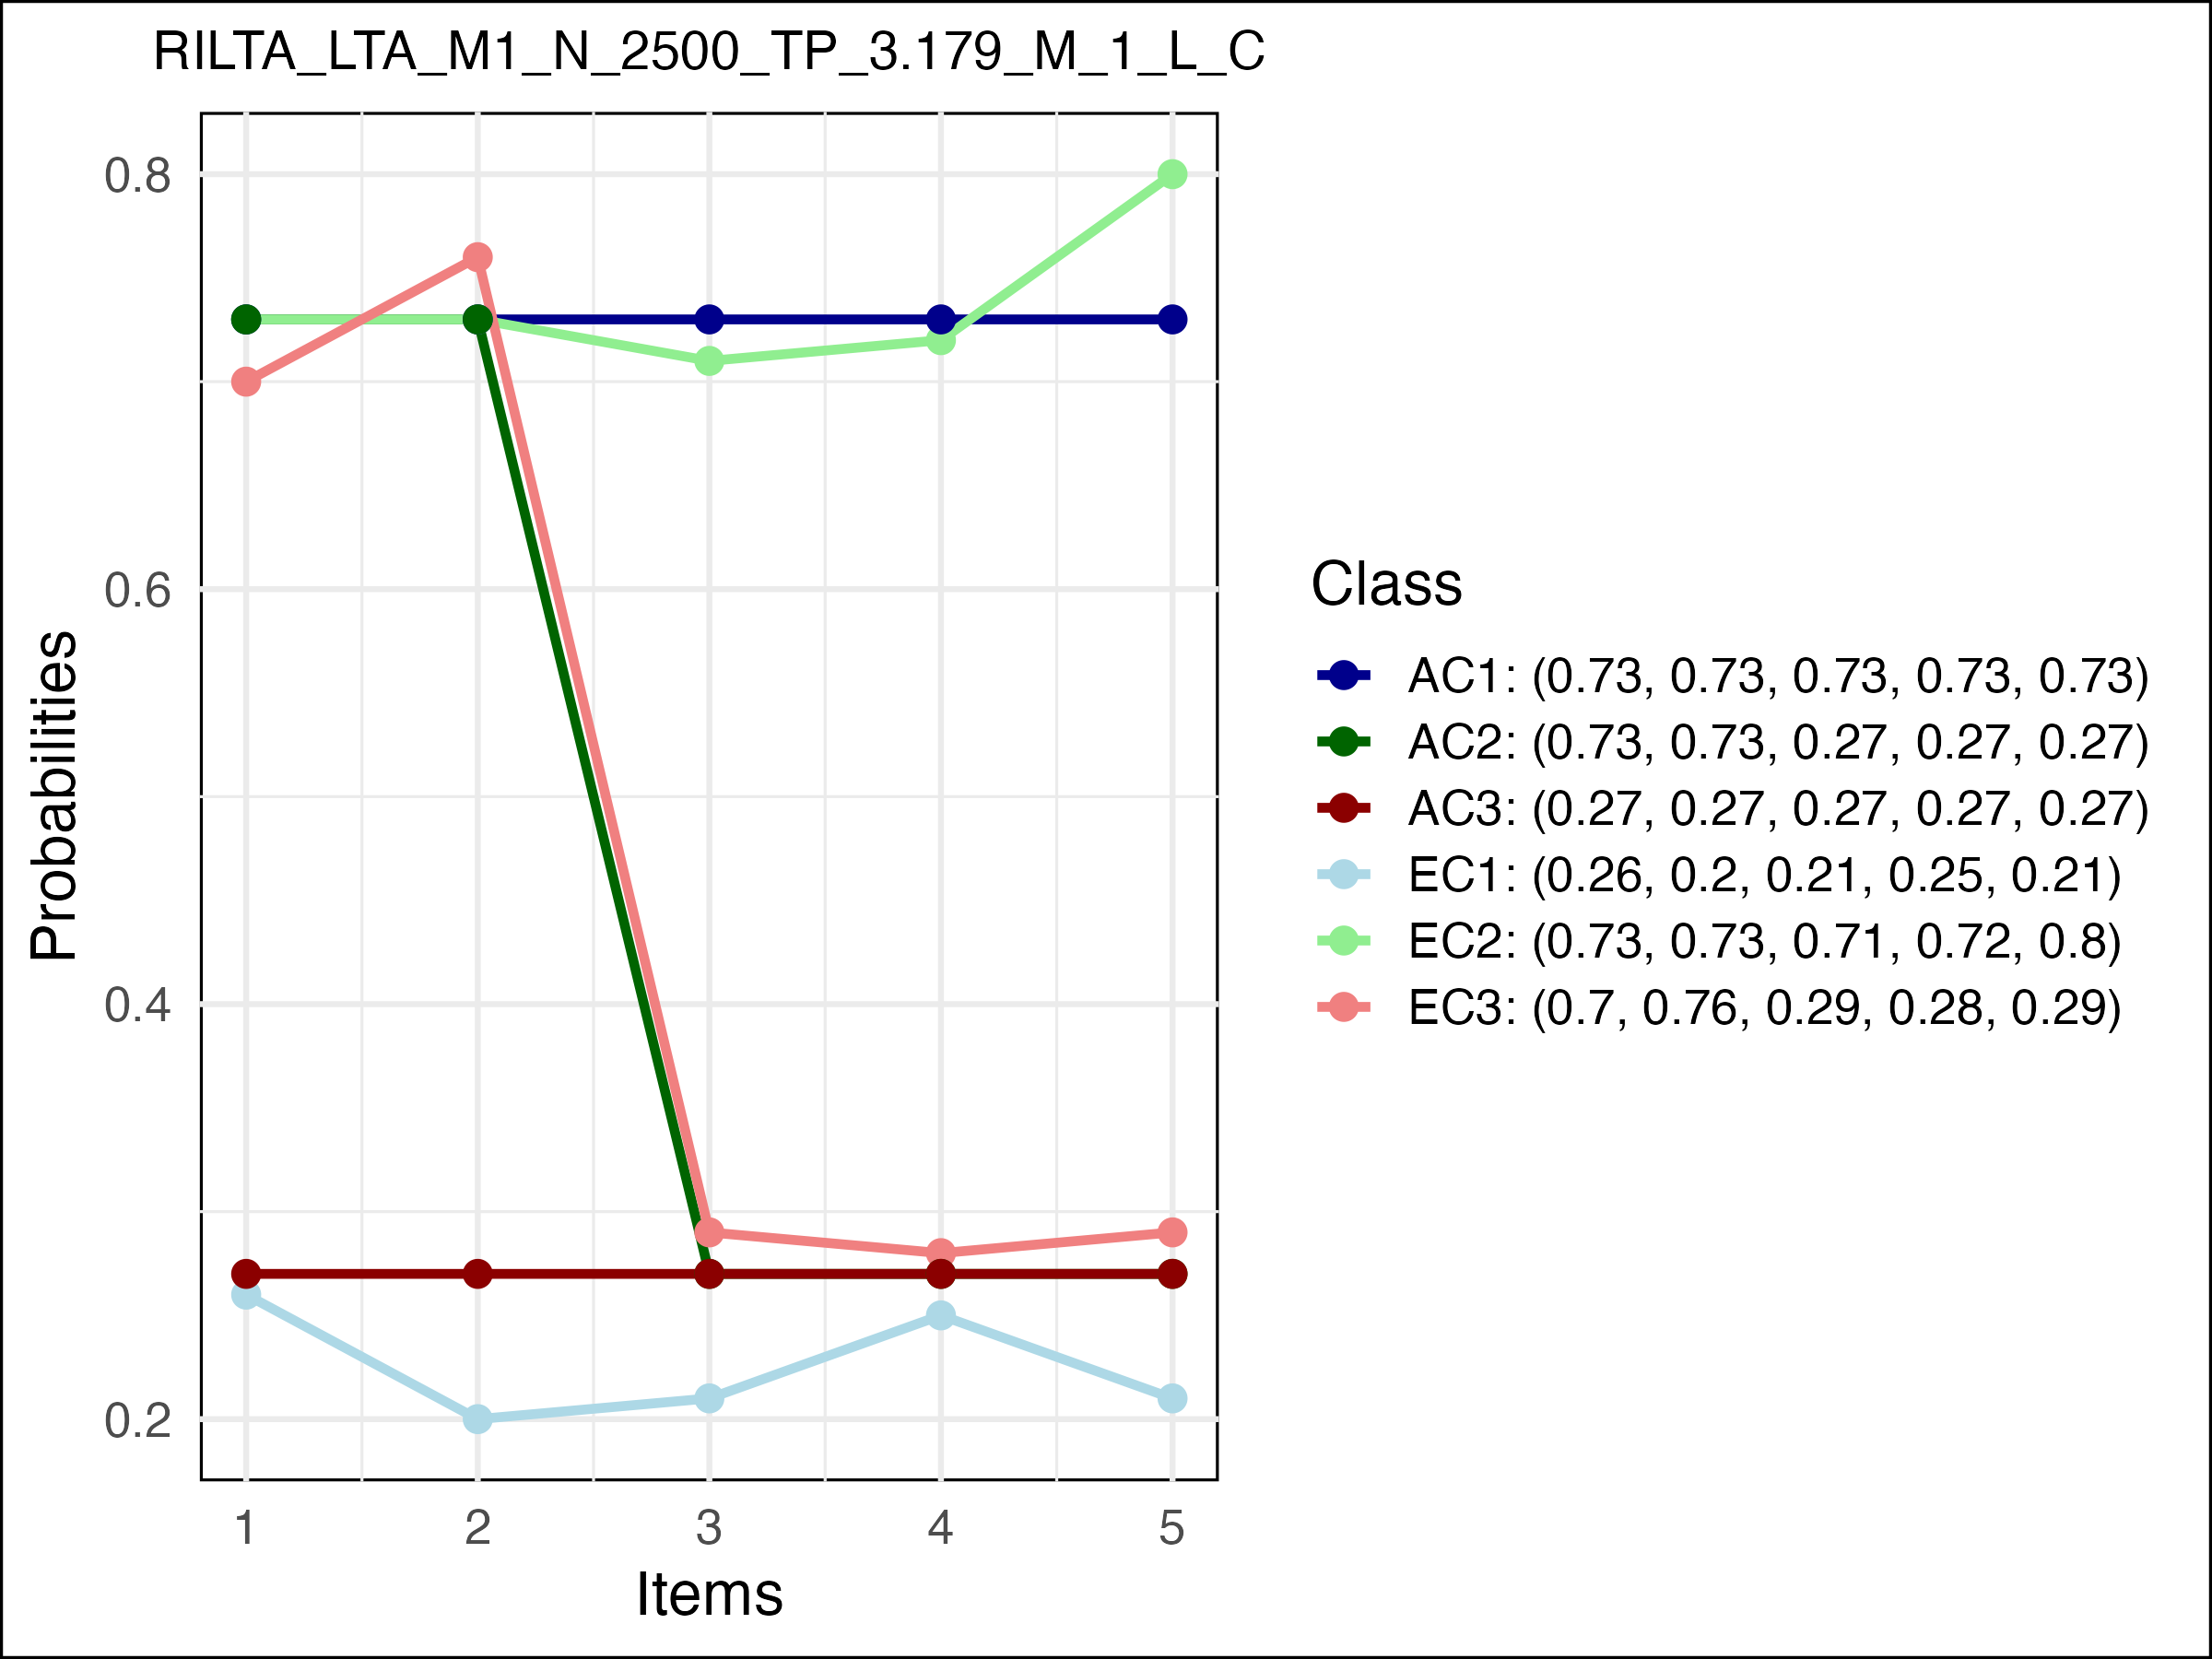 RILTA_LTA_M1_N_2500_TP_3.179_M_1_L_C
0.8
0.6
0.4
0.2
Probabilities
1 2 3 4 5
Items
Class
AC1: (0.73, 0.73, 0.73, 0.73, 0.73)
AC2: (0.73, 0.73, 0.27, 0.27, 0.27)
AC3: (0.27, 0.27, 0.27, 0.27, 0.27)
EC1: (0.26, 0.2, 0.21, 0.25, 0.21)
EC2: (0.73, 0.73, 0.71, 0.72, 0.8)
EC3: (0.7, 0.76, 0.29, 0.28, 0.29)